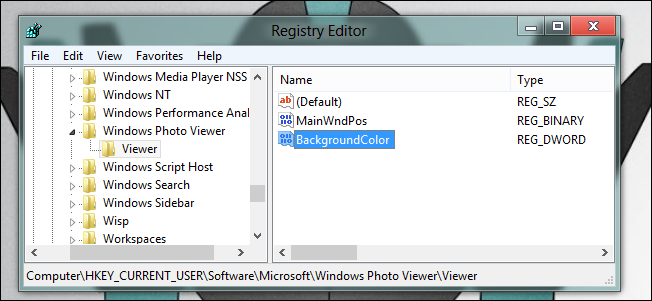 Registry Editor
File Edit View Favorites Help
Windows Media Player NSS
Windows NT
Windows Performance Anal
Windows Photo Viewer
Viewer
Windows Script Host
Windows Search
Windows Sidebar
Wisp
Workspaces
Name Type
(Default) REG_SZ
MainWndPos REG_BINARY
BackgroundColor REG_DWORD
Computer\HKEY_CURRENT_USER\Software\Microsoft\Windows Photo Viewer\Viewer